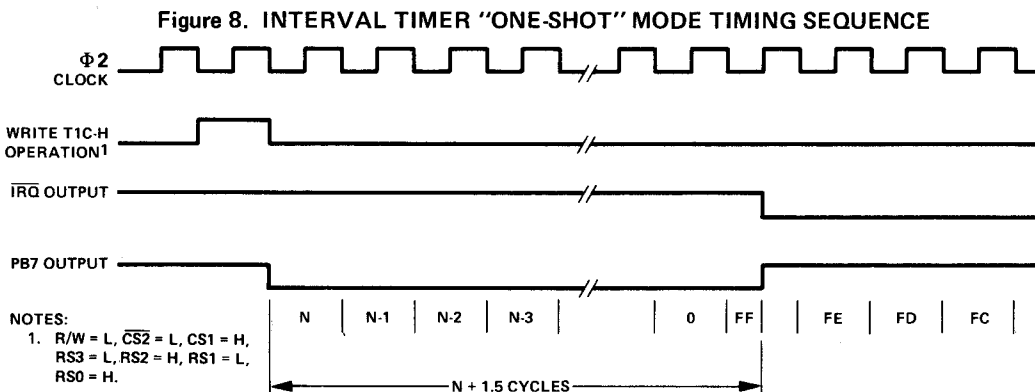 Figure 8. INTERVAL TIMER “ONE-SHOT” MODE TIMING SEQUENCE
Φ2
CLOCK
WRITE T1C-H
OPERATION1
IRQ OUTPUT
PB7 OUTPUT
N N-1 N-2 N-3 0 FF FE FD FC
NOTES:
1. R/W = L, CS2 = L, CS1 = H,
RS3 = L, RS2 = H, RS1 = L,
RS0 = H.
N + 1.5 CYCLES